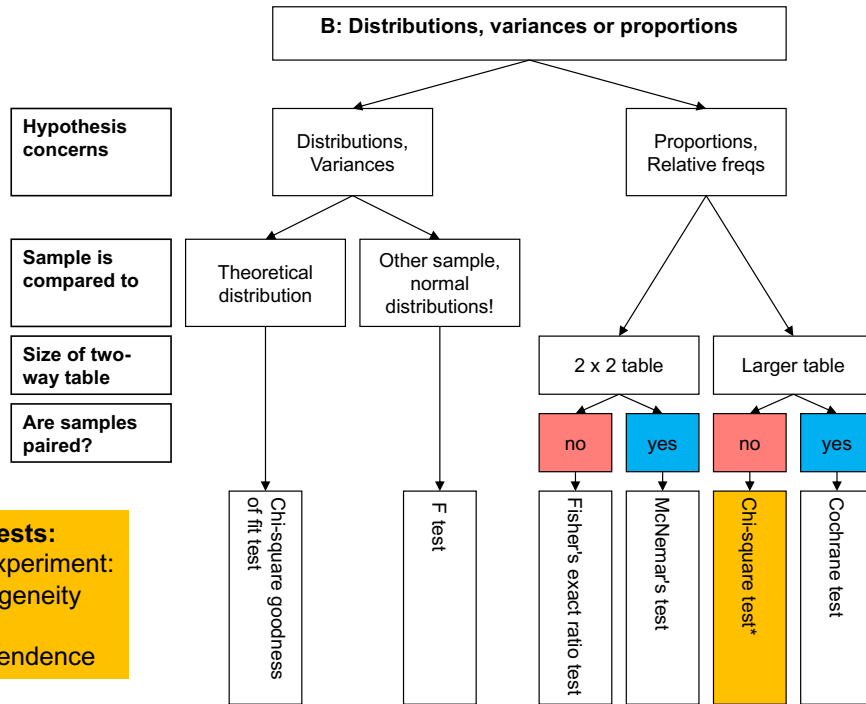 B: Distributions, variances or proportions
Hypothesis
concerns
Distributions,
Variances
Proportions,
Relative freqs
Sample is
compared to
Theoretical
distribution
Other sample,
normal
distributions!
Size of two-
way table
2 x 2 table
Larger table
Are samples
paired?
no
yes
no
yes
Chi-square goodness
of fit test
F test
Fisher's exact ratio test
McNemar's test
Chi-square test*
Cochrane test
ests:
xperiment:
geneity
endence